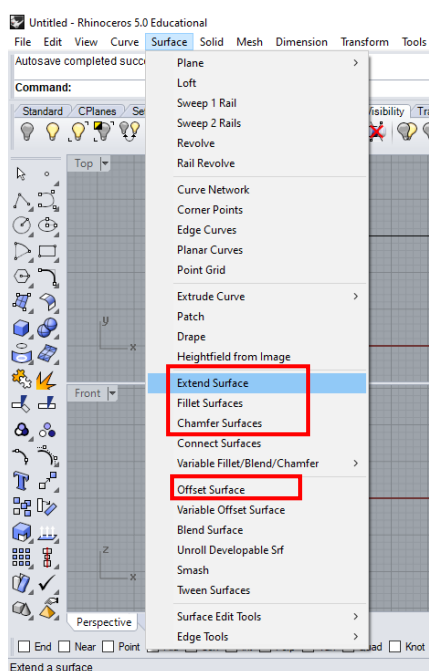 Untitled - Rhinoceros 5.0 Educational
File Edit View Curve Surface Solid Mesh Dimension Transform Tools
Autosave completed succ
Command:
Standard CPlanes Se isibility Tra
Top
Plane
Loft
Sweep 1 Rail
Sweep 2 Rails
Revolve
Rail Revolve
Curve Network
Corner Points
Edge Curves
Planar Curves
Point Grid
Extrude Curve
Patch
Drape
Heightfield from Image
Extend Surface
Fillet Surfaces
Chamfer Surfaces
Connect Surfaces
Variable Fillet/Blend/Chamfer
Offset Surface
Variable Offset Surface
Blend Surface
Unroll Developable Srf
Smash
Tween Surfaces
Surface Edit Tools
Edge Tools
y
x
Front
z
x
Perspective
End Near Point ad Knot
Extend a surface